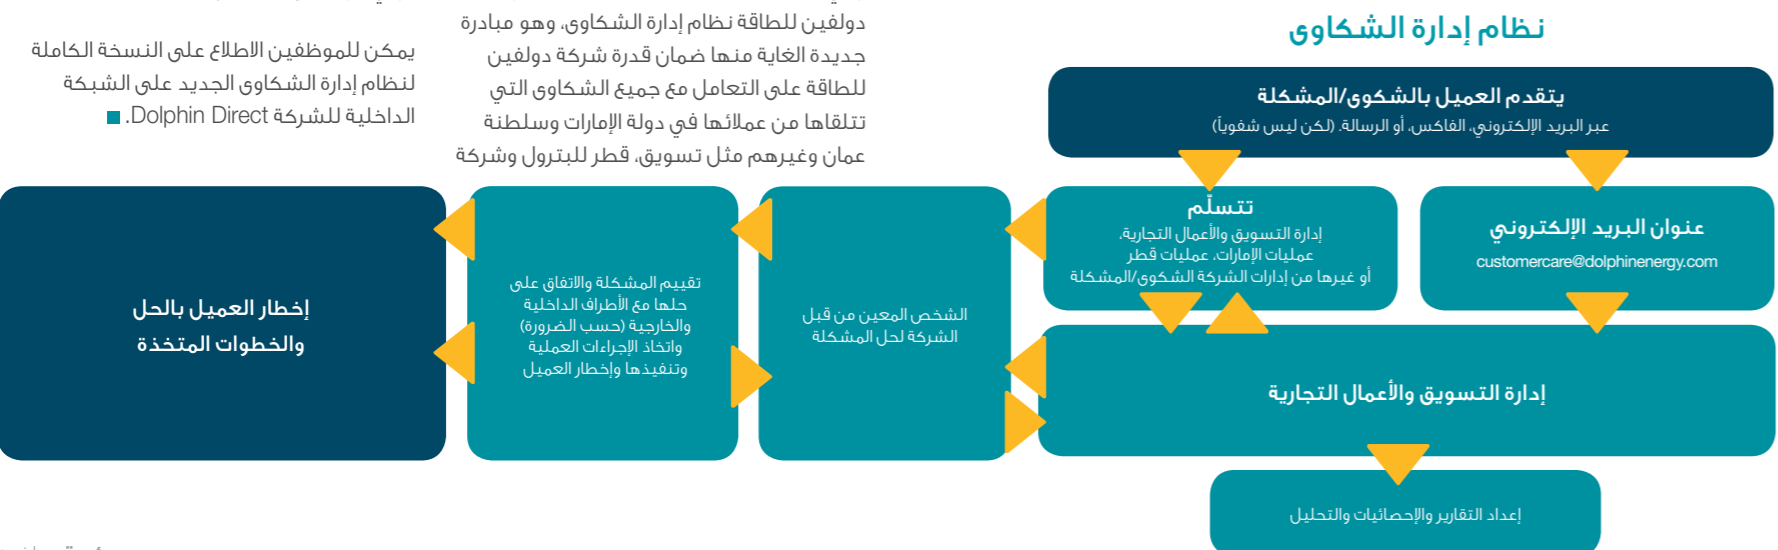 دولفين للطاقة نظام إدارة الشكاوى، وهو مبادرة
جديدة الغاية منها ضمان قدرة شركة دولفين
للطاقة على التعامل مع جميع الشكاوى التي
تتلقاها من عملائها في دولة الإمارات وسلطنة
عمان وغيرهم مثل تسويق، قطر للبترول وشركة
يمكن للموظفين الاطلاع على النسخة الكاملة
لنظام إدارة الشكاوى الجديد على الشبكة
الداخلية للشركة Dolphin Direct.
نظام إدارة الشكاوى
يتقدم العميل بالشكوى/المشكلة
عبر البريد الإلكتروني، الفاكس، أو الرسالة. (لكن ليس شفوياً)
عنوان البريد الإلكتروني
customercare@dolphinenergy.com
تتسلّم
إدارة التسويق والأعمال التجارية،
عمليات الإمارات، عمليات قطر
أو غيرها من إدارات الشركة الشكوى/المشكلة
إدارة التسويق والأعمال التجارية
إعداد التقارير والإحصائيات والتحليل
الشخص المعين من قبل
الشركة لحل المشكلة
تقييم المشكلة والاتفاق على
حلها مع الأطراف الداخلية
والخارجية (حسب الضرورة)
واتخاذ الإجراءات العملية
وتنفيذها وإخطار العميل
إخطار العميل بالحل
والخطوات المتخذة